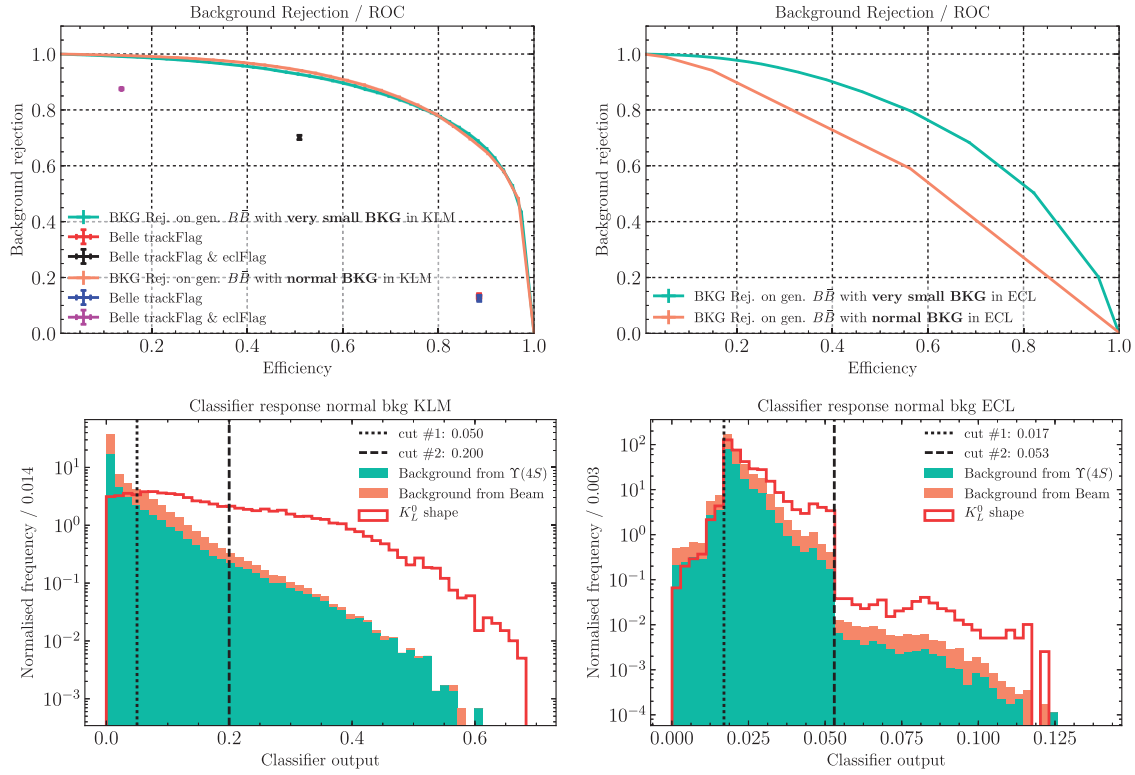 Background Rejection / ROC
Background rejection
1.0
0.8
0.6
0.4
0.2
0.0
BKG Rej. on gen. BB̄ with very small BKG in KLM
Belle trackFlag
Belle trackFlag & eclFlag
BKG Rej. on gen. BB̄ with normal BKG in KLM
Belle trackFlag
Belle trackFlag & eclFlag
0.2 0.4 0.6 0.8 1.0
Efficiency
Background Rejection / ROC
Background rejection
1.0
0.8
0.6
0.4
0.2
0.0
BKG Rej. on gen. BB̄ with very small BKG in ECL
BKG Rej. on gen. BB̄ with normal BKG in ECL
0.2 0.4 0.6 0.8 1.0
Efficiency
Classifier response normal bkg KLM
Normalised frequency / 0.014
10¹
10⁰
10⁻¹
10⁻²
10⁻³
cut #1: 0.050
cut #2: 0.200
Background from Υ(4S)
Background from Beam
K⁰_L shape
0.0 0.2 0.4 0.6
Classifier output
Classifier response normal bkg ECL
Normalised frequency / 0.003
10²
10¹
10⁰
10⁻¹
10⁻²
10⁻³
10⁻⁴
cut #1: 0.017
cut #2: 0.053
Background from Υ(4S)
Background from Beam
K⁰_L shape
0.000 0.025 0.050 0.075 0.100 0.125
Classifier output